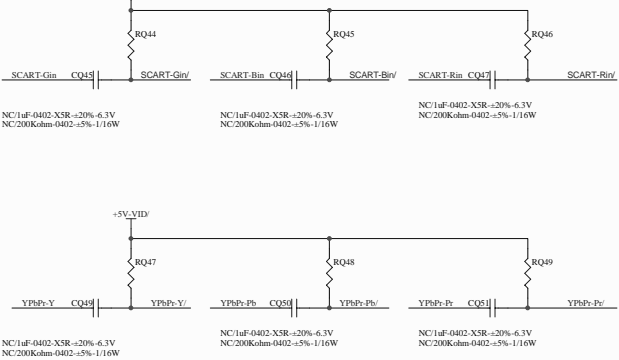 RQ44 RQ45 RQ46
SCART-Gin CQ45 SCART-Gin/ SCART-Bin CQ46 SCART-Bin/ SCART-Rin CQ47 SCART-Rin/
NC/1uF-0402-X5R-±20%-6.3V NC/1uF-0402-X5R-±20%-6.3V NC/1uF-0402-X5R-±20%-6.3V
NC/200Kohm-0402-±5%-1/16W NC/200Kohm-0402-±5%-1/16W NC/200Kohm-0402-±5%-1/16W
+5V-VID/
RQ47 RQ48 RQ49
YPbPr-Y CQ49 YPbPr-Y/ YPbPr-Pb CQ50 YPbPr-Pb/ YPbPr-Pr CQ51 YPbPr-Pr/
NC/1uF-0402-X5R-±20%-6.3V NC/1uF-0402-X5R-±20%-6.3V NC/1uF-0402-X5R-±20%-6.3V
NC/200Kohm-0402-±5%-1/16W NC/200Kohm-0402-±5%-1/16W NC/200Kohm-0402-±5%-1/16W